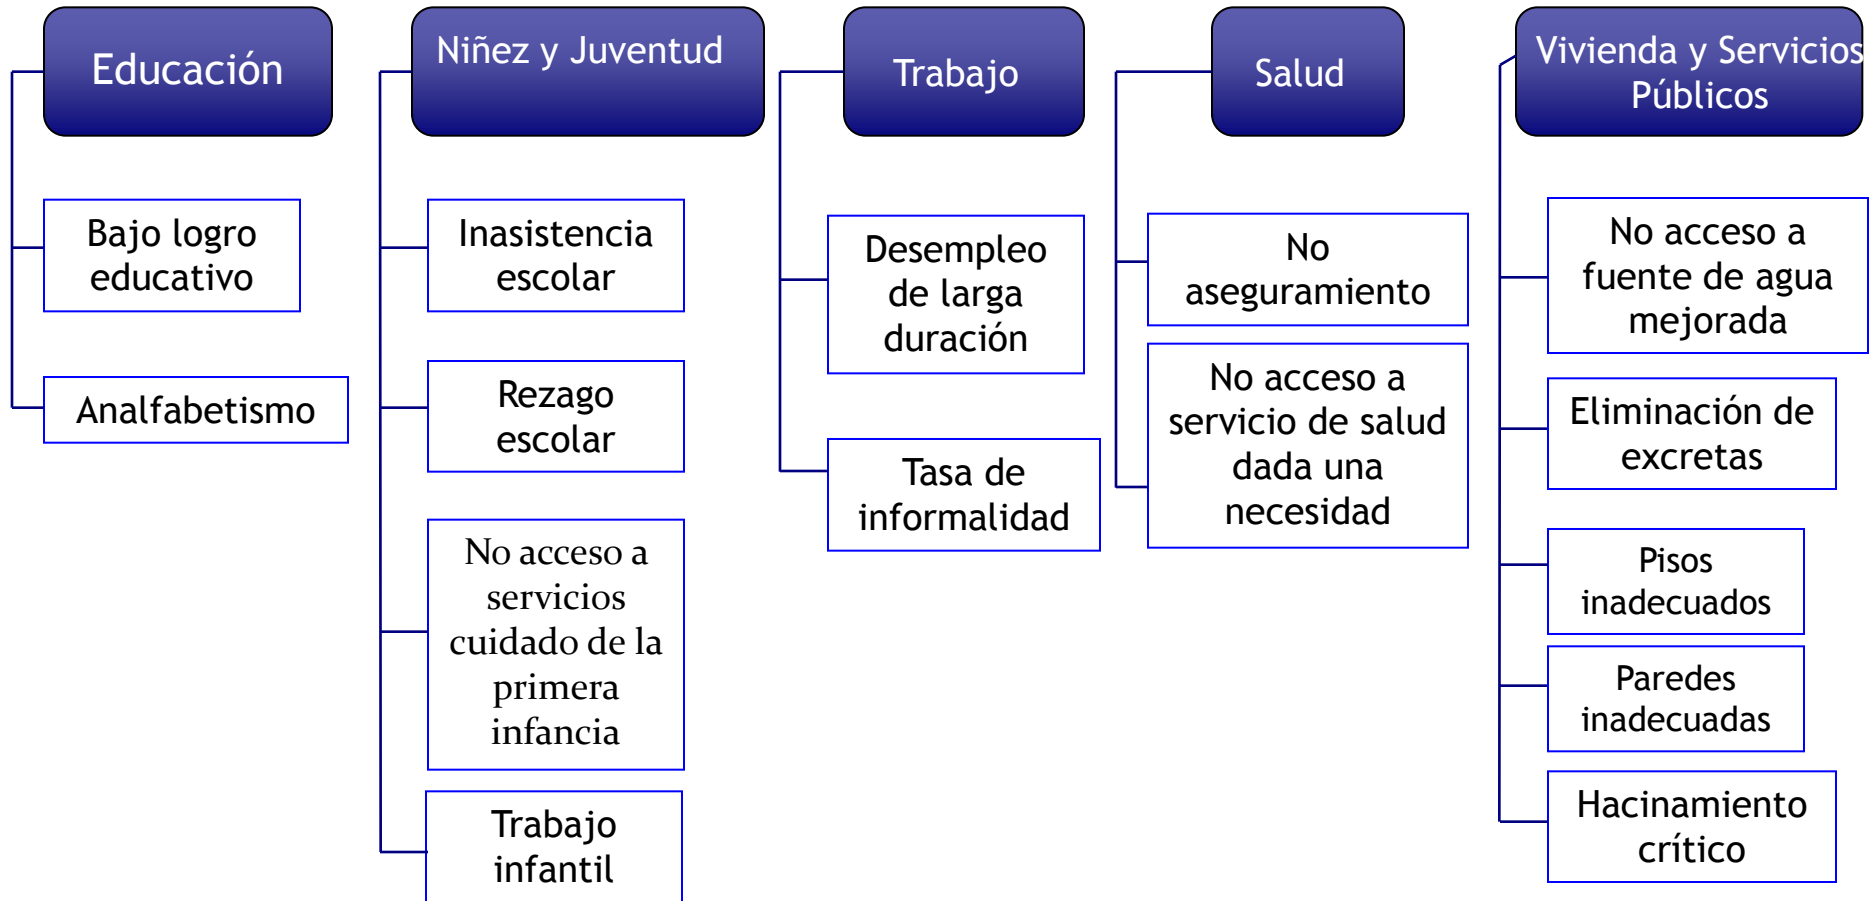 Educación
Bajo logro
educativo
Analfabetismo
Niñez y Juventud
Inasistencia
escolar
Rezago
escolar
No acceso a
servicios
cuidado de la
primera
infancia
Trabajo
infantil
Trabajo
Desempleo
de larga
duración
Tasa de
informalidad
Salud
No
aseguramiento
No acceso a
servicio de salud
dada una
necesidad
Vivienda y Servicios
Públicos
No acceso a
fuente de agua
mejorada
Eliminación de
excretas
Pisos
inadecuados
Paredes
inadecuadas
Hacinamiento
crítico